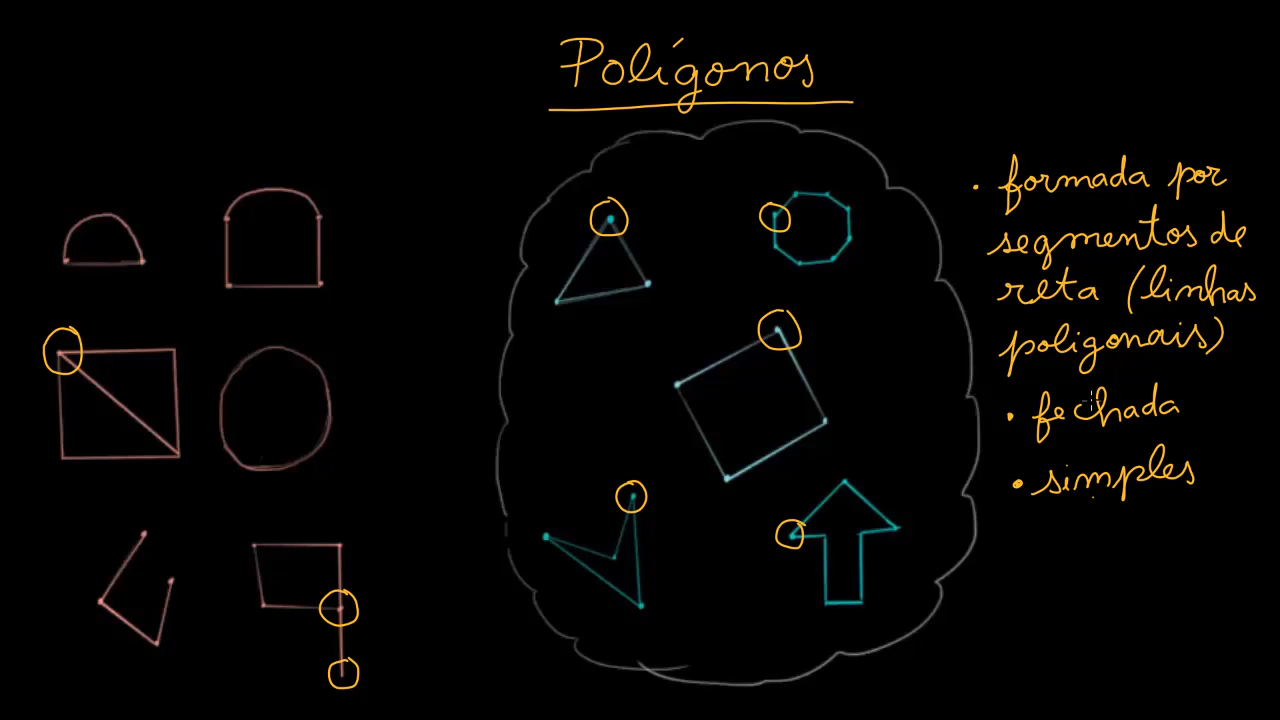 Polígonos
• formada por
segmentos de
reta (linhas
poligonais)
• fechada
• simples